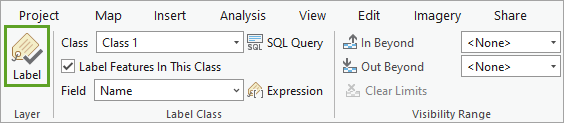 Project Map Insert Analysis View Edit Imagery Share
Class Class 1 SQL SQL Query In Beyond <None>
Label Label Features In This Class Out Beyond <None>
Field Name Expression Clear Limits
Layer Label Class Visibility Range